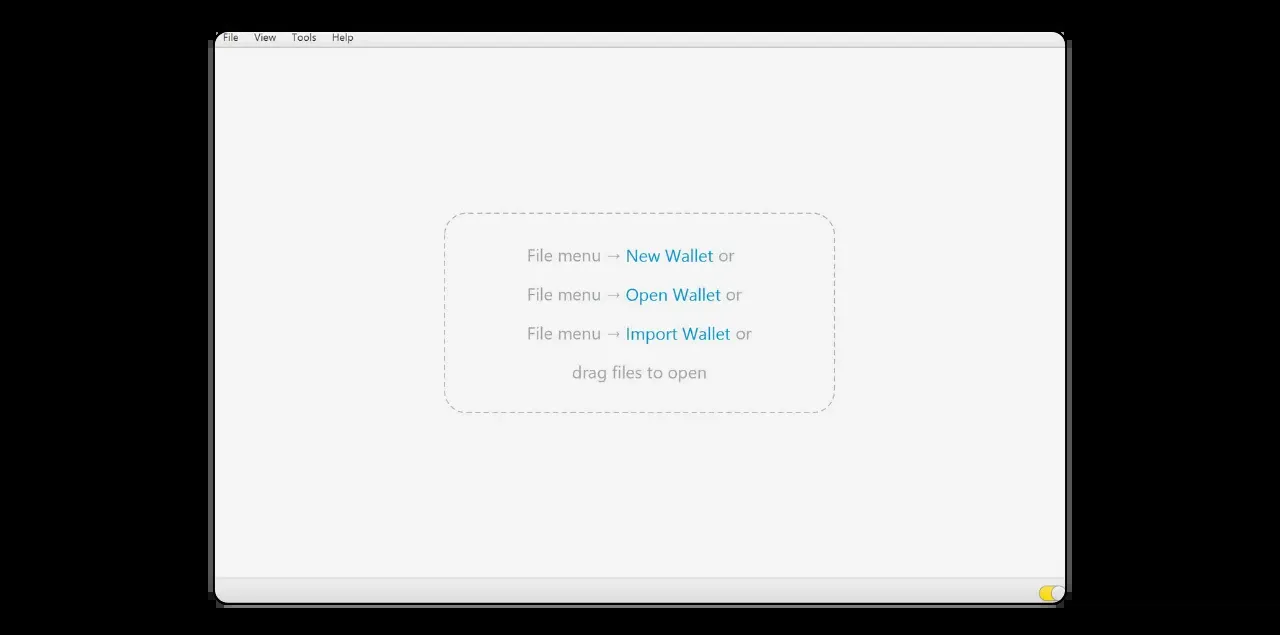 File View Tools Help
File menu → New Wallet or
File menu → Open Wallet or
File menu → Import Wallet or
drag files to open